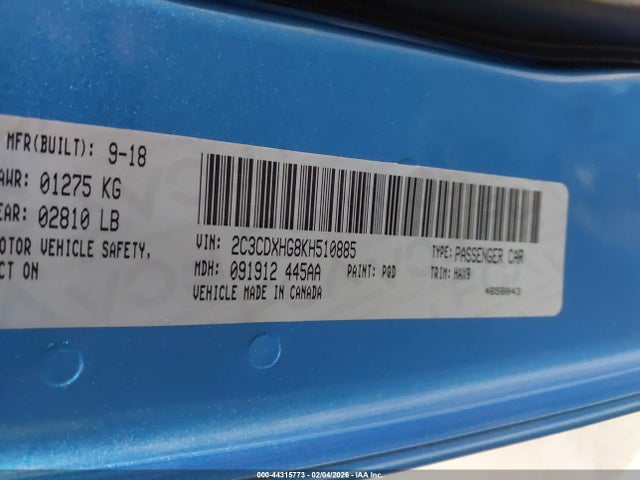 MFR(BUILT): 9-18
AWR: 01275 KG
EAR: 02810 LB
OTOR VEHICLE SAFETY,
CT ON
VIN: 2C3CDXHG8KH510885
TYPE: PASSENGER CAR
MDH: 091912 445AA
PAINT: PQD
TRIM: HAX9
VEHICLE MADE IN CANADA
4658843
000-44315773 - 02/04/2026 - IAA Inc.